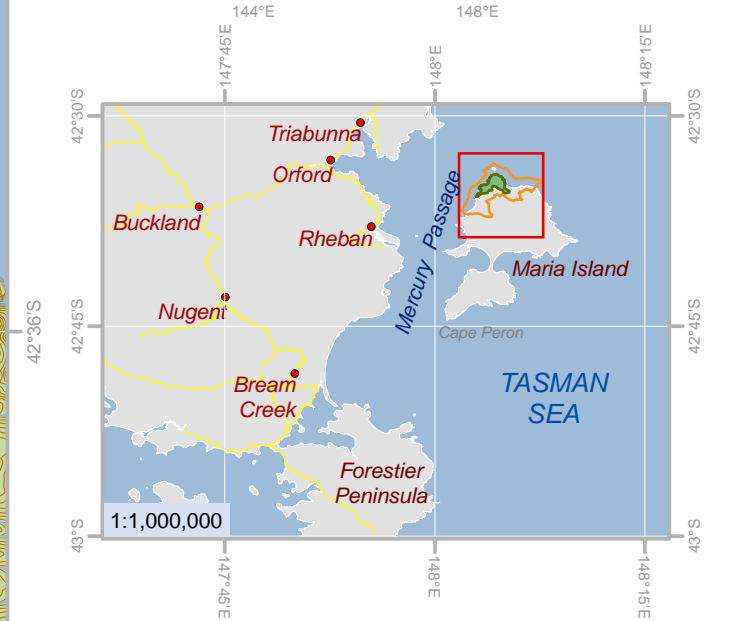 144°E
148°E
147°45'E
148°E
148°15'E
42°30'S
42°30'S
Triabunna
Orford
Buckland
Rheban
Mercury Passage
Maria Island
42°36'S
Nugent
42°45'S
42°45'S
Cape Peron
Bream
Creek
TASMAN
SEA
Forestier
Peninsula
1:1,000,000
43°S
43°S
147°45'E
148°E
148°15'E